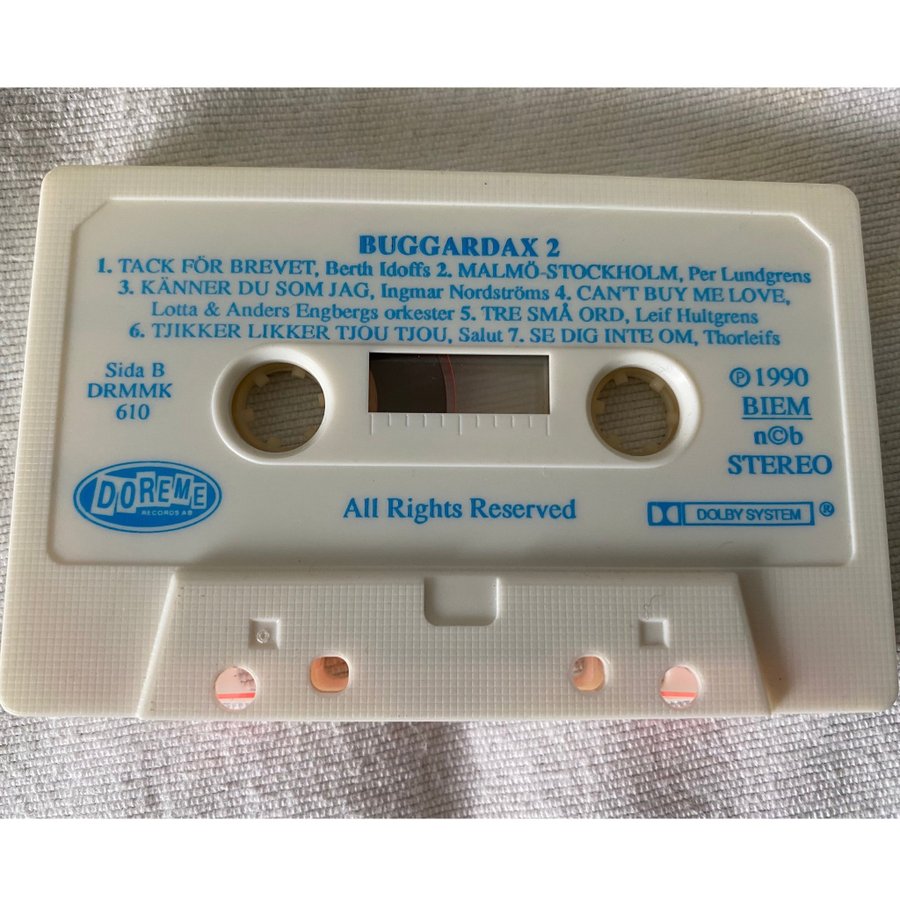 BUGGARDAX 2
1. TACK FÖR BREVET, Berth Idoffs 2. MALMÖ-STOCKHOLM, Per Lundgrens
3. KÄNNER DU SOM JAG, Ingmar Nordströms 4. CAN'T BUY ME LOVE,
Lotta & Anders Engbergs orkester 5. TRE SMÅ ORD, Leif Hultgrens
6. TJIKKER LIKKER TJOU TJOU, Salut 7. SE DIG INTE OM, Thorleifs
Sida B
DRMMK
610
℗ 1990
BIEM
n©b
STEREO
DOREME
RECORDS AB
All Rights Reserved
DOLBY SYSTEM ®